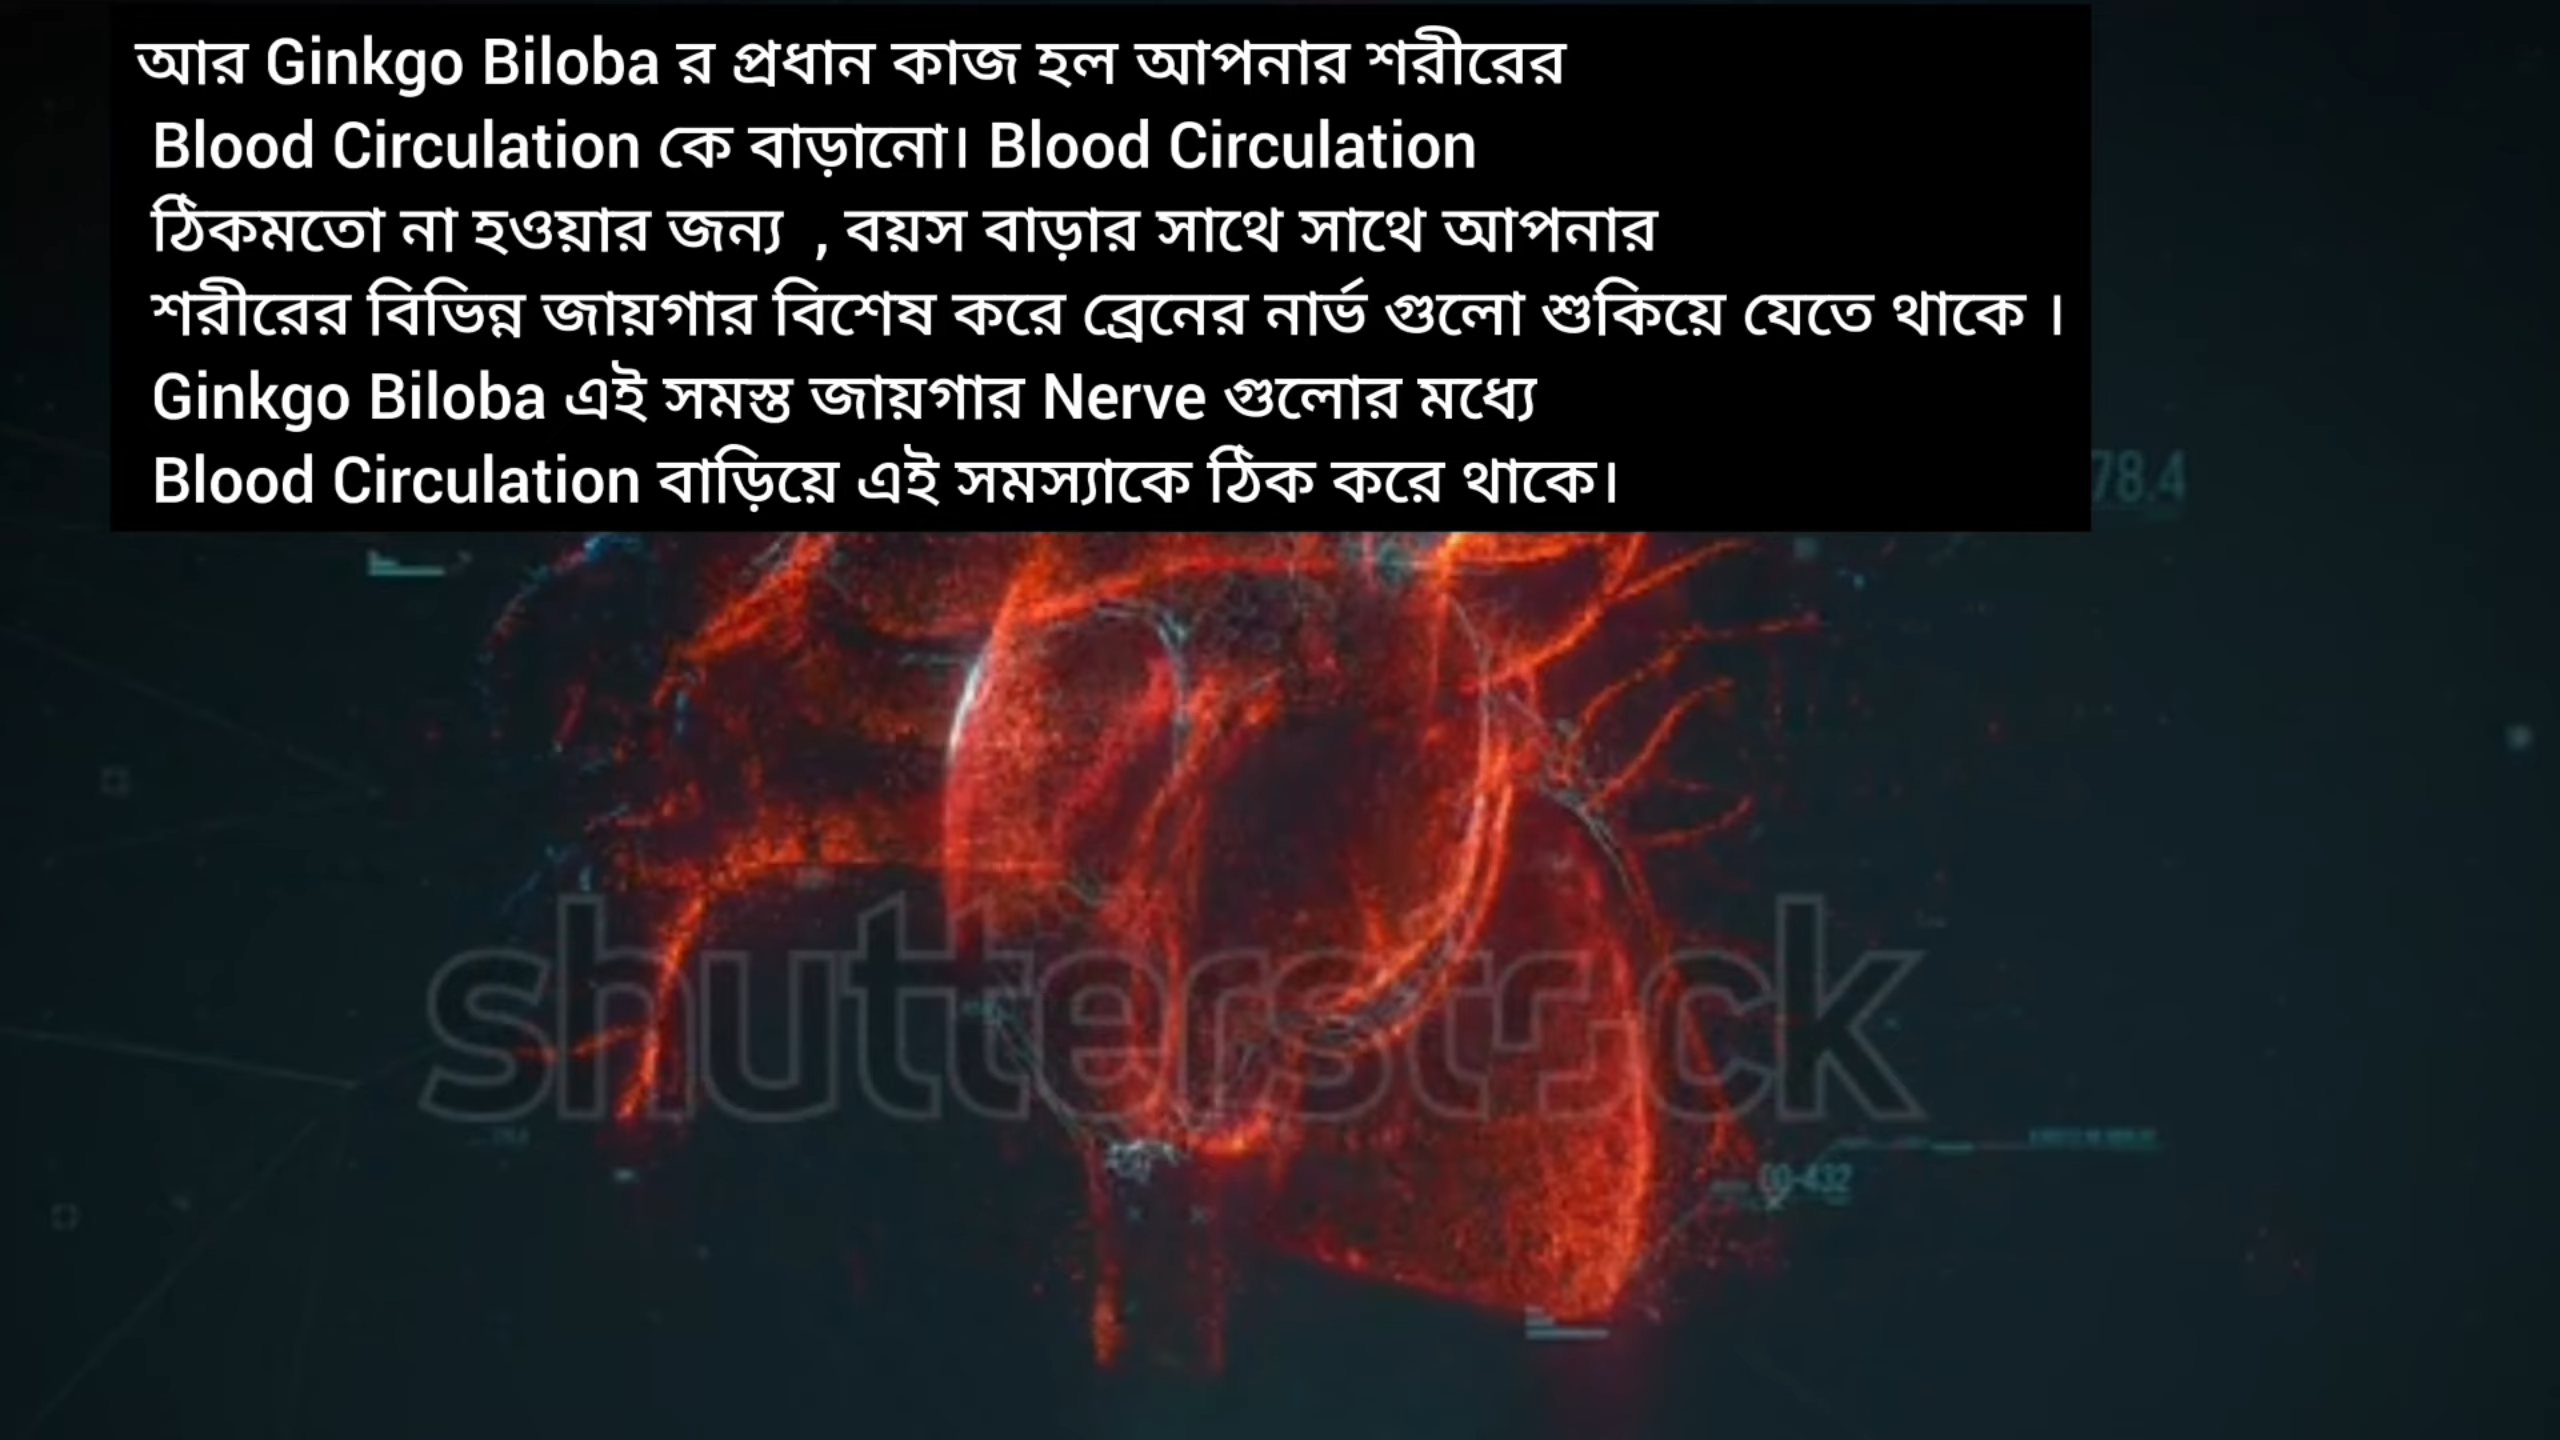 আর Ginkgo Biloba র প্রধান কাজ হল আপনার শরীরের
Blood Circulation কে বাড়ানো। Blood Circulation
ঠিকমতো না হওয়ার জন্য , বয়স বাড়ার সাথে সাথে আপনার
শরীরের বিভিন্ন জায়গার বিশেষ করে ব্রেনের নার্ভ গুলো শুকিয়ে যেতে থাকে ।
Ginkgo Biloba এই সমস্ত জায়গার Nerve গুলোর মধ্যে
Blood Circulation বাড়িয়ে এই সমস্যাকে ঠিক করে থাকে।
78.4
shutterstock
00-432